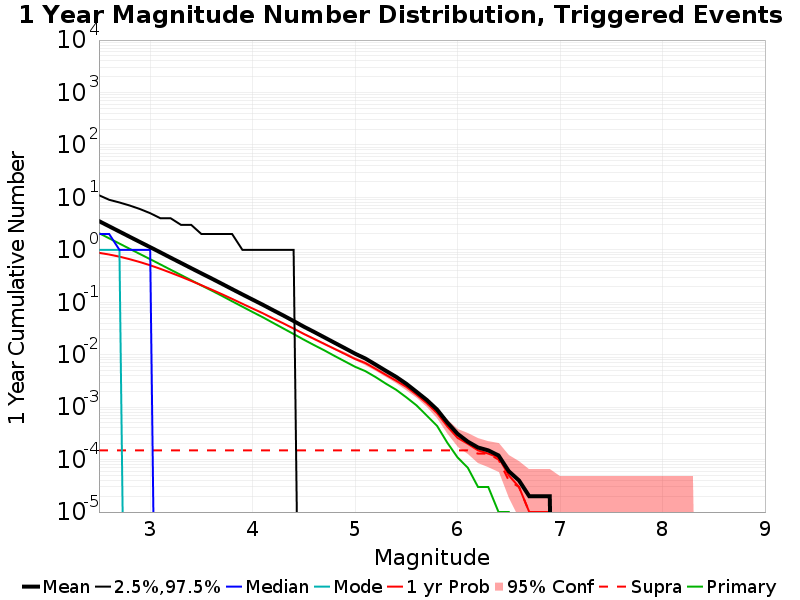 1 Year Magnitude Number Distribution, Triggered Events
10^4
10^3
10^2
10^1
10^0
10^-1
10^-2
10^-3
10^-4
10^-5
1 Year Cumulative Number
3 4 5 6 7 8 9
Magnitude
Mean 2.5%,97.5% Median Mode 1 yr Prob 95% Conf Supra Primary